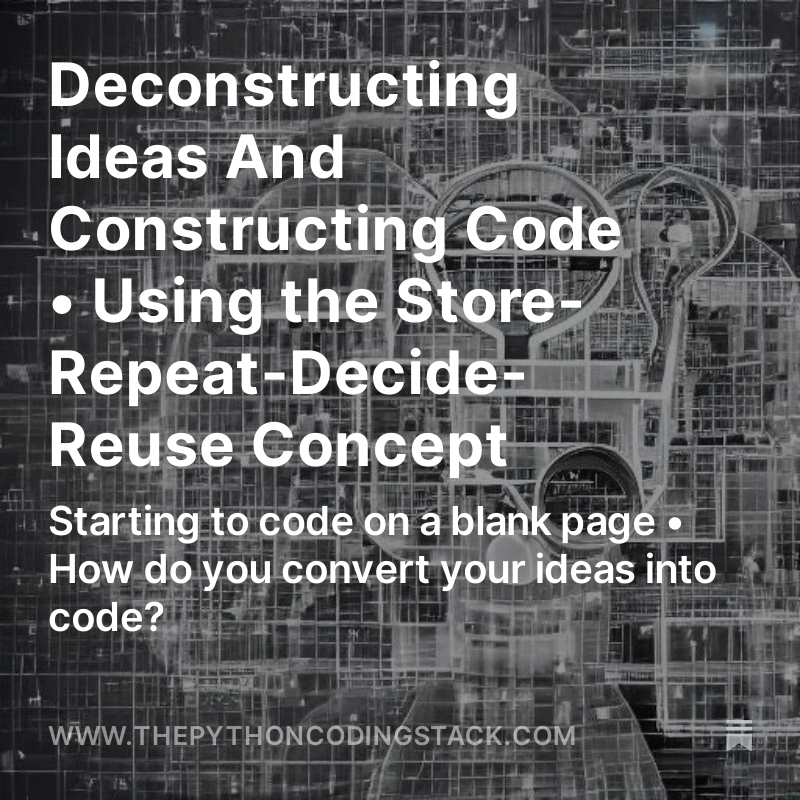 Deconstructing
Ideas And
Constructing Code
• Using the Store-
Repeat-Decide-
Reuse Concept
Starting to code on a blank page •
How do you convert your ideas into
code?
WWW.THEPYTHONCODINGSTACK.COM